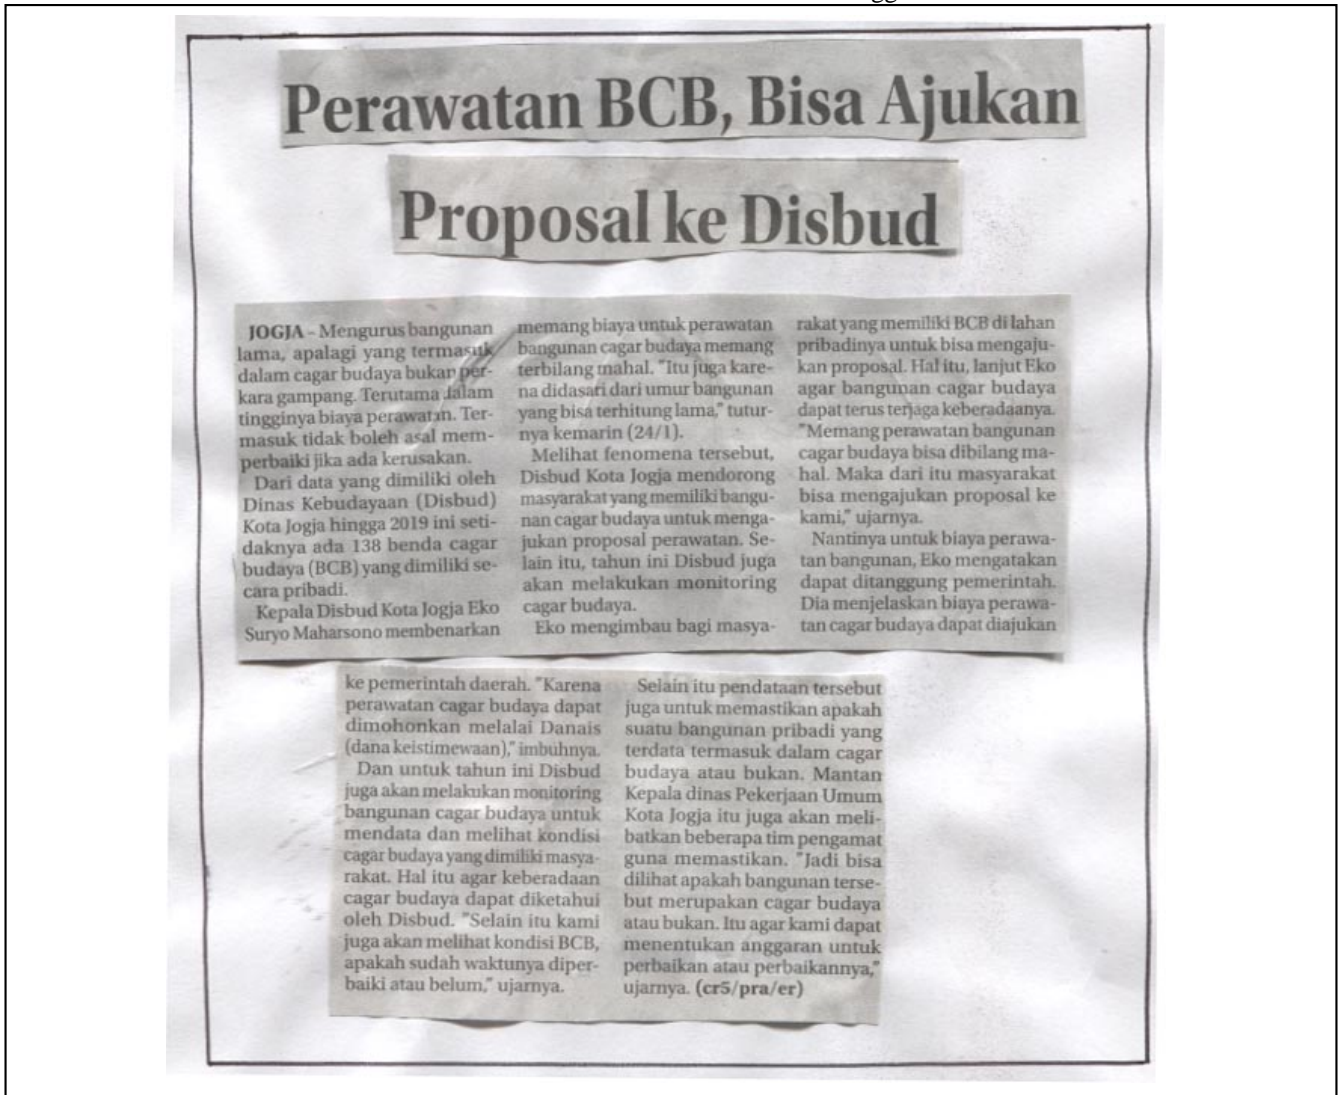 Perawatan BCB, Bisa Ajukan
Proposal ke Disbud
JOGJA – Mengurus bangunan
lama, apalagi yang termasuk
dalam cagar budaya bukan per-
kara gampang. Terutama dalam
tingginya biaya perawatan. Ter-
masuk tidak boleh asal mem-
perbaiki jika ada kerusakan.
Dari data yang dimiliki oleh
Dinas Kebudayaan (Disbud)
Kota Jogja hingga 2019 ini seti-
daknya ada 138 benda cagar
budaya (BCB) yang dimiliki se-
cara pribadi.
Kepala Disbud Kota Jogja Eko
Suryo Maharsono membenarkan
memang biaya untuk perawatan
bangunan cagar budaya memang
terbilang mahal. "Itu juga kare-
na didasari dari umur bangunan
yang bisa terhitung lama," tutur-
nya kemarin (24/1).
Melihat fenomena tersebut,
Disbud Kota Jogja mendorong
masyarakat yang memiliki bangu-
nan cagar budaya untuk menga-
jukan proposal perawatan. Se-
lain itu, tahun ini Disbud juga
akan melakukan monitoring
cagar budaya.
Eko mengimbau bagi masya-
rakat yang memiliki BCB di lahan
pribadinya untuk bisa mengaju-
kan proposal. Hal itu, lanjut Eko
agar bangunan cagar budaya
dapat terus terjaga keberadaanya.
"Memang perawatan bangunan
cagar budaya bisa dibilang ma-
hal. Maka dari itu masyarakat
bisa mengajukan proposal ke
kami," ujarnya.
Nantinya untuk biaya perawa-
tan bangunan, Eko mengatakan
dapat ditanggung pemerintah.
Dia menjelaskan biaya perawa-
tan cagar budaya dapat diajukan
ke pemerintah daerah. "Karena
perawatan cagar budaya dapat
dimohonkan melalai Danais
(dana keistimewaan)," imbuhnya.
Dan untuk tahun ini Disbud
juga akan melakukan monitoring
bangunan cagar budaya untuk
mendata dan melihat kondisi
cagar budaya yang dimiliki masya-
rakat. Hal itu agar keberadaan
cagar budaya dapat diketahui
oleh Disbud. "Selain itu kami
juga akan melihat kondisi BCB,
apakah sudah waktunya diper-
baiki atau belum," ujarnya.
Selain itu pendataan tersebut
juga untuk memastikan apakah
suatu bangunan pribadi yang
terdata termasuk dalam cagar
budaya atau bukan. Mantan
Kepala dinas Pekerjaan Umum
Kota Jogja itu juga akan meli-
batkan beberapa tim pengamat
guna memastikan. "Jadi bisa
dilihat apakah bangunan terse-
but merupakan cagar budaya
atau bukan. Itu agar kami dapat
menentukan anggaran untuk
perbaikan atau perbaikannya,"
ujarnya. (cr5/pra/er)